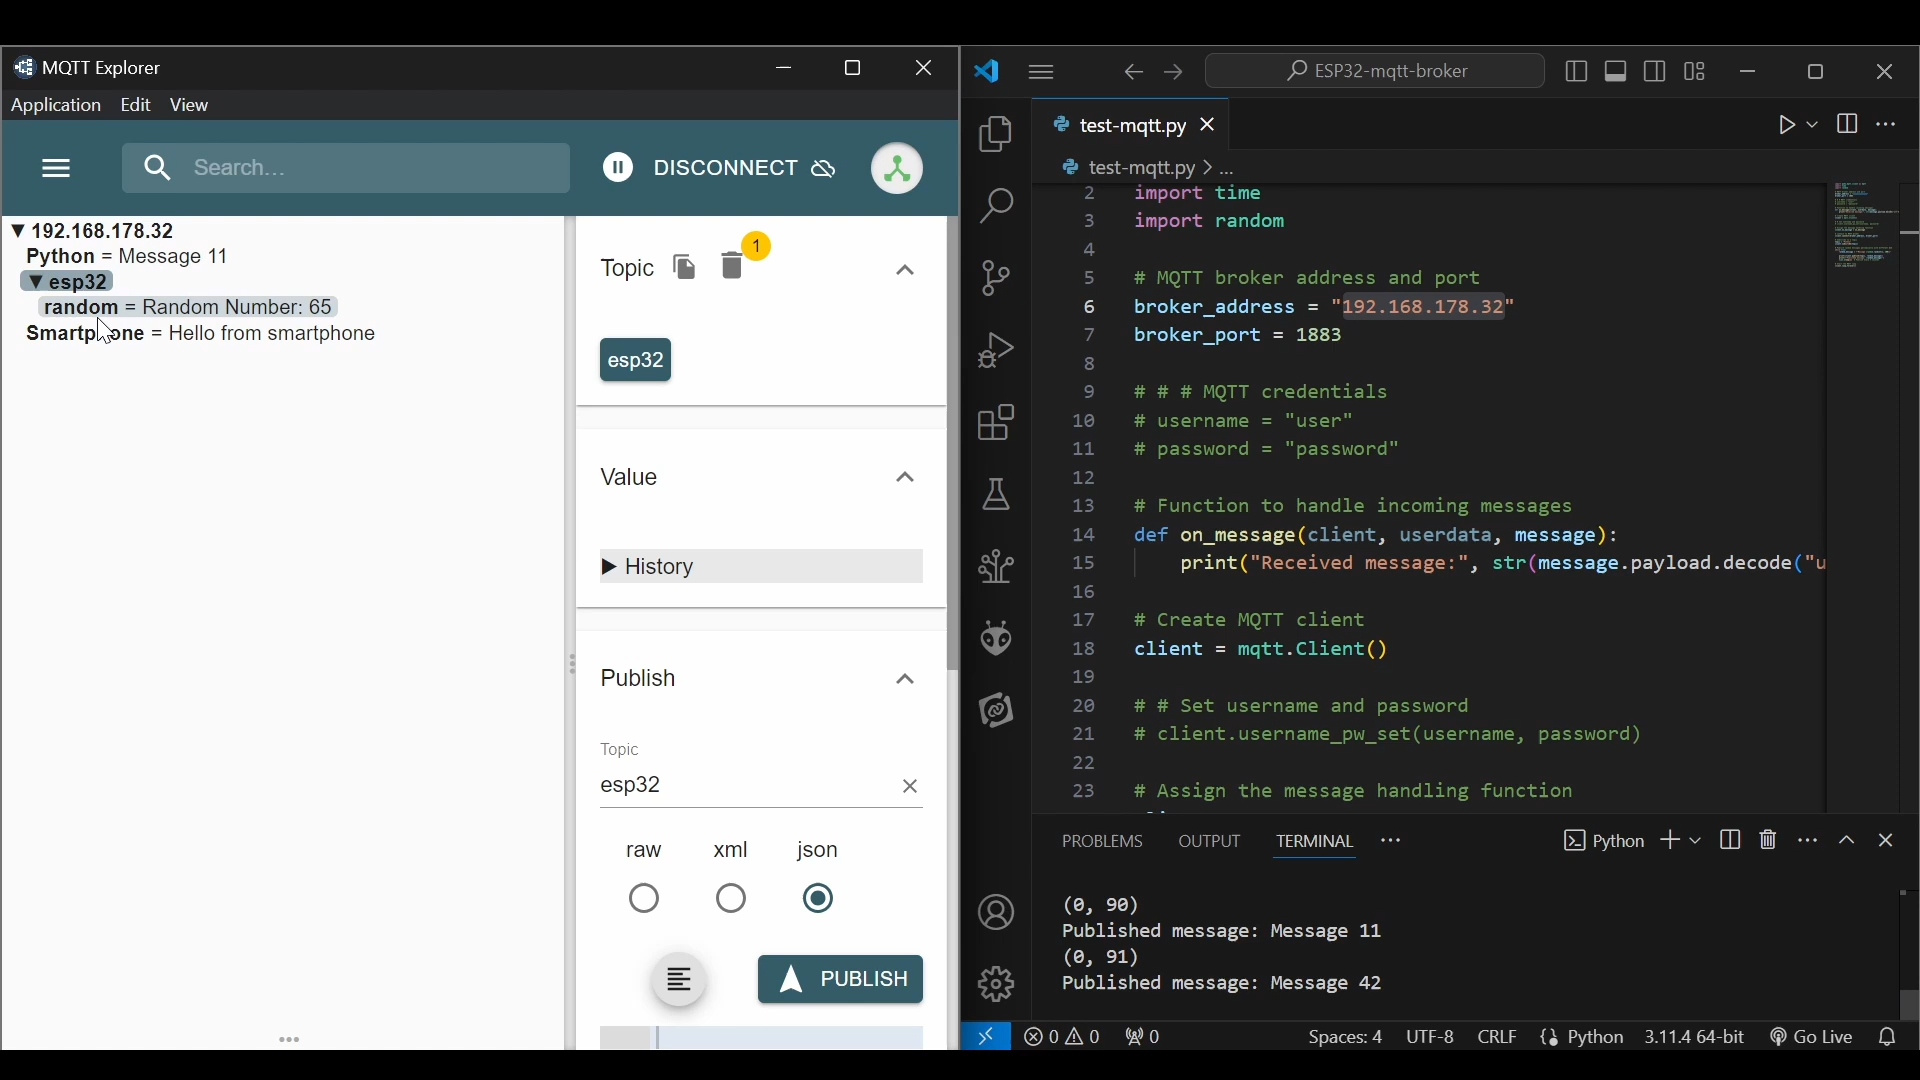 MQTT Explorer
Application Edit View
Search...
DISCONNECT
▼ 192.168.178.32
Python = Message 11
▼ esp32
random = Random Number: 65
Smartphone = Hello from smartphone
Topic
1
esp32
Value
▶ History
Publish
Topic
esp32
raw xml json
PUBLISH
ESP32-mqtt-broker
test-mqtt.py
test-mqtt.py > ...
2 import time
3 import random
4
5 # MQTT broker address and port
6 broker_address = "192.168.178.32"
7 broker_port = 1883
8
9 # # # MQTT credentials
10 # username = "user"
11 # password = "password"
12
13 # Function to handle incoming messages
14 def on_message(client, userdata, message):
15 print("Received message:", str(message.payload.decode("u
16
17 # Create MQTT client
18 client = mqtt.Client()
19
20 # # Set username and password
21 # client.username_pw_set(username, password)
22
23 # Assign the message handling function
PROBLEMS OUTPUT TERMINAL ... Python
(0, 90)
Published message: Message 11
(0, 91)
Published message: Message 42
0 0 0 Spaces: 4 UTF-8 CRLF {} Python 3.11.4 64-bit Go Live